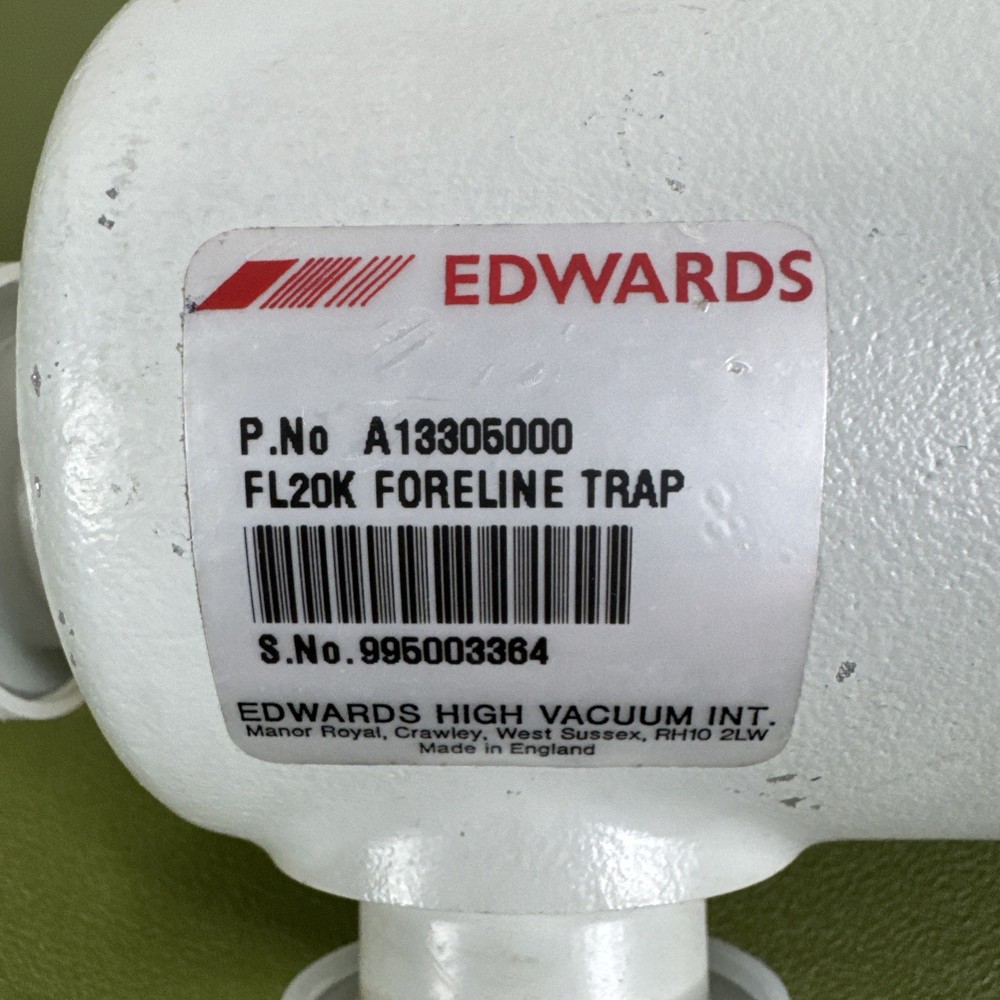 EDWARDS
P.No A13305000
FL20K FORELINE TRAP
S.No.995003364
EDWARDS HIGH VACUUM INT.
Manor Royal, Crawley, West Sussex, RH10 2LW
Made in England